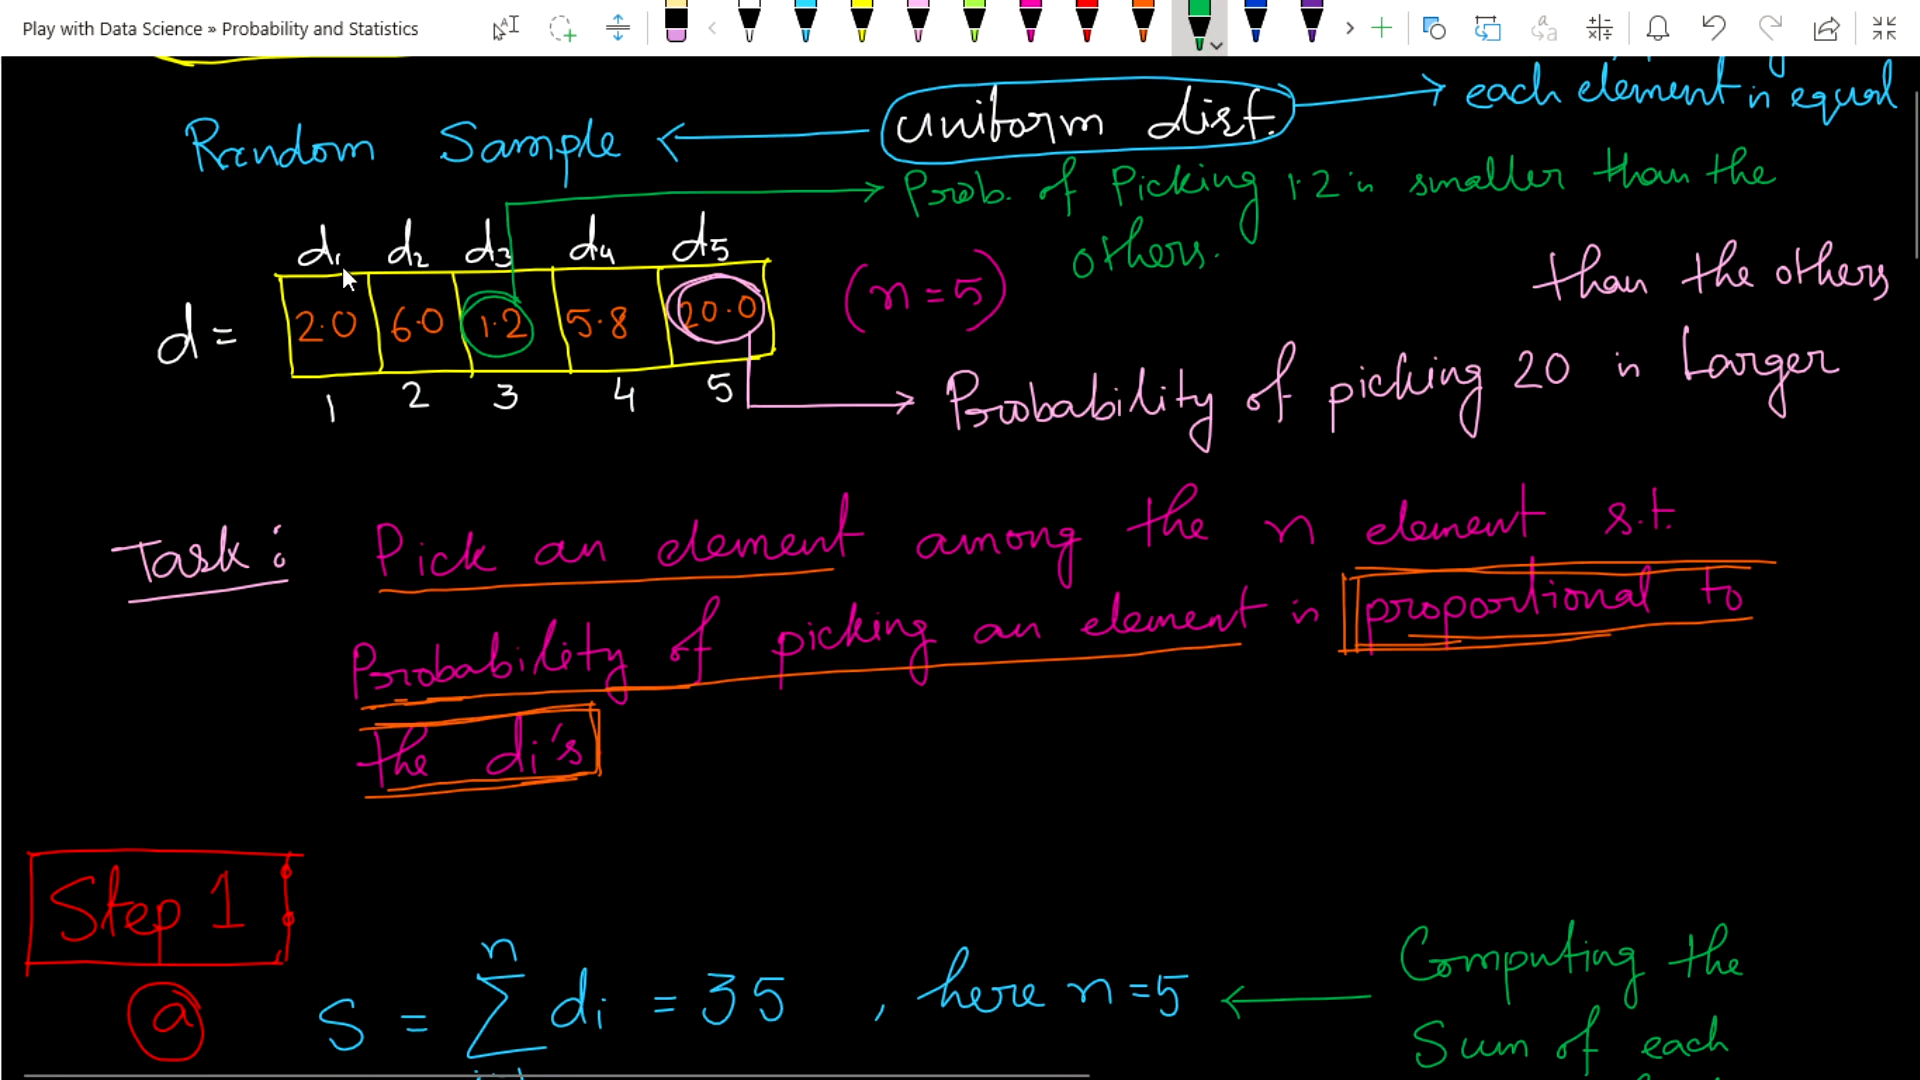 Play with Data Science » Probability and Statistics
each element is equal
Random Sample ← uniform dist. →
Prob. of Picking 1.2 is smaller than the
others.
d1 d2 d3 d4 d5
d = 2.0 6.0 1.2 5.8 20.0 (n=5)
1 2 3 4 5
than the others
Probability of picking 20 is Larger
Task: Pick an element among the n element s.t.
Probability of picking an element is proportional to
the di's
Step 1
a S = n Σ di = 35 , here n=5 ←
Computing the
Sum of each